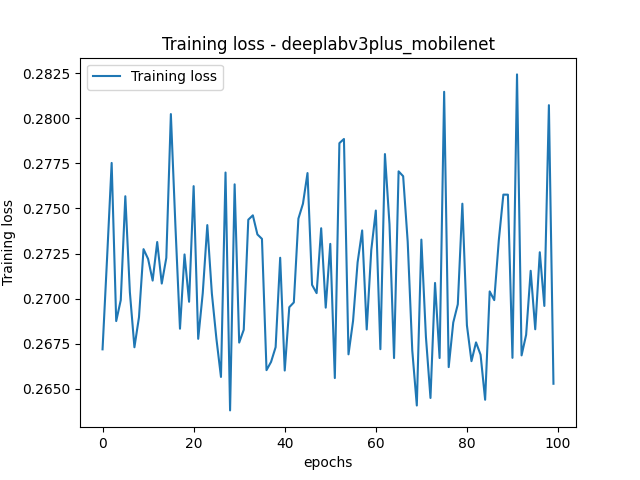 Training loss - deeplabv3plus_mobilenet
Training loss
0.2825
0.2800
0.2775
0.2750
0.2725
0.2700
0.2675
0.2650
Training loss
0 20 40 60 80 100
epochs